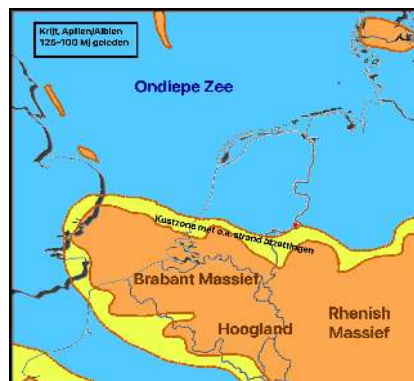 Krijt, Aptien/Albien
125-100 Mj geleden
Ondiepe Zee
Kustzone met o.a. strand afzettingen
Brabant Massief
Hoogland
Rhenish
Massief